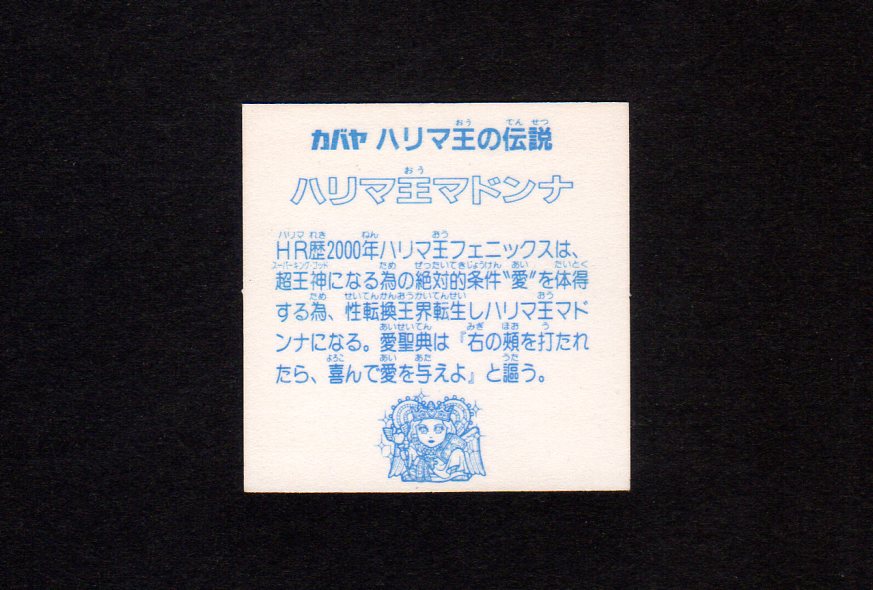 カバヤ ハリマ王の伝説
ハリマ王マドンナ
HR歴2000年ハリマ王フェニックスは、
超王神になる為の絶対的条件“愛”を体得
する為、性転換王界転生しハリマ王マド
ンナになる。愛聖典は『右の頰を打たれ
たら、喜んで愛を与えよ』と謳う。